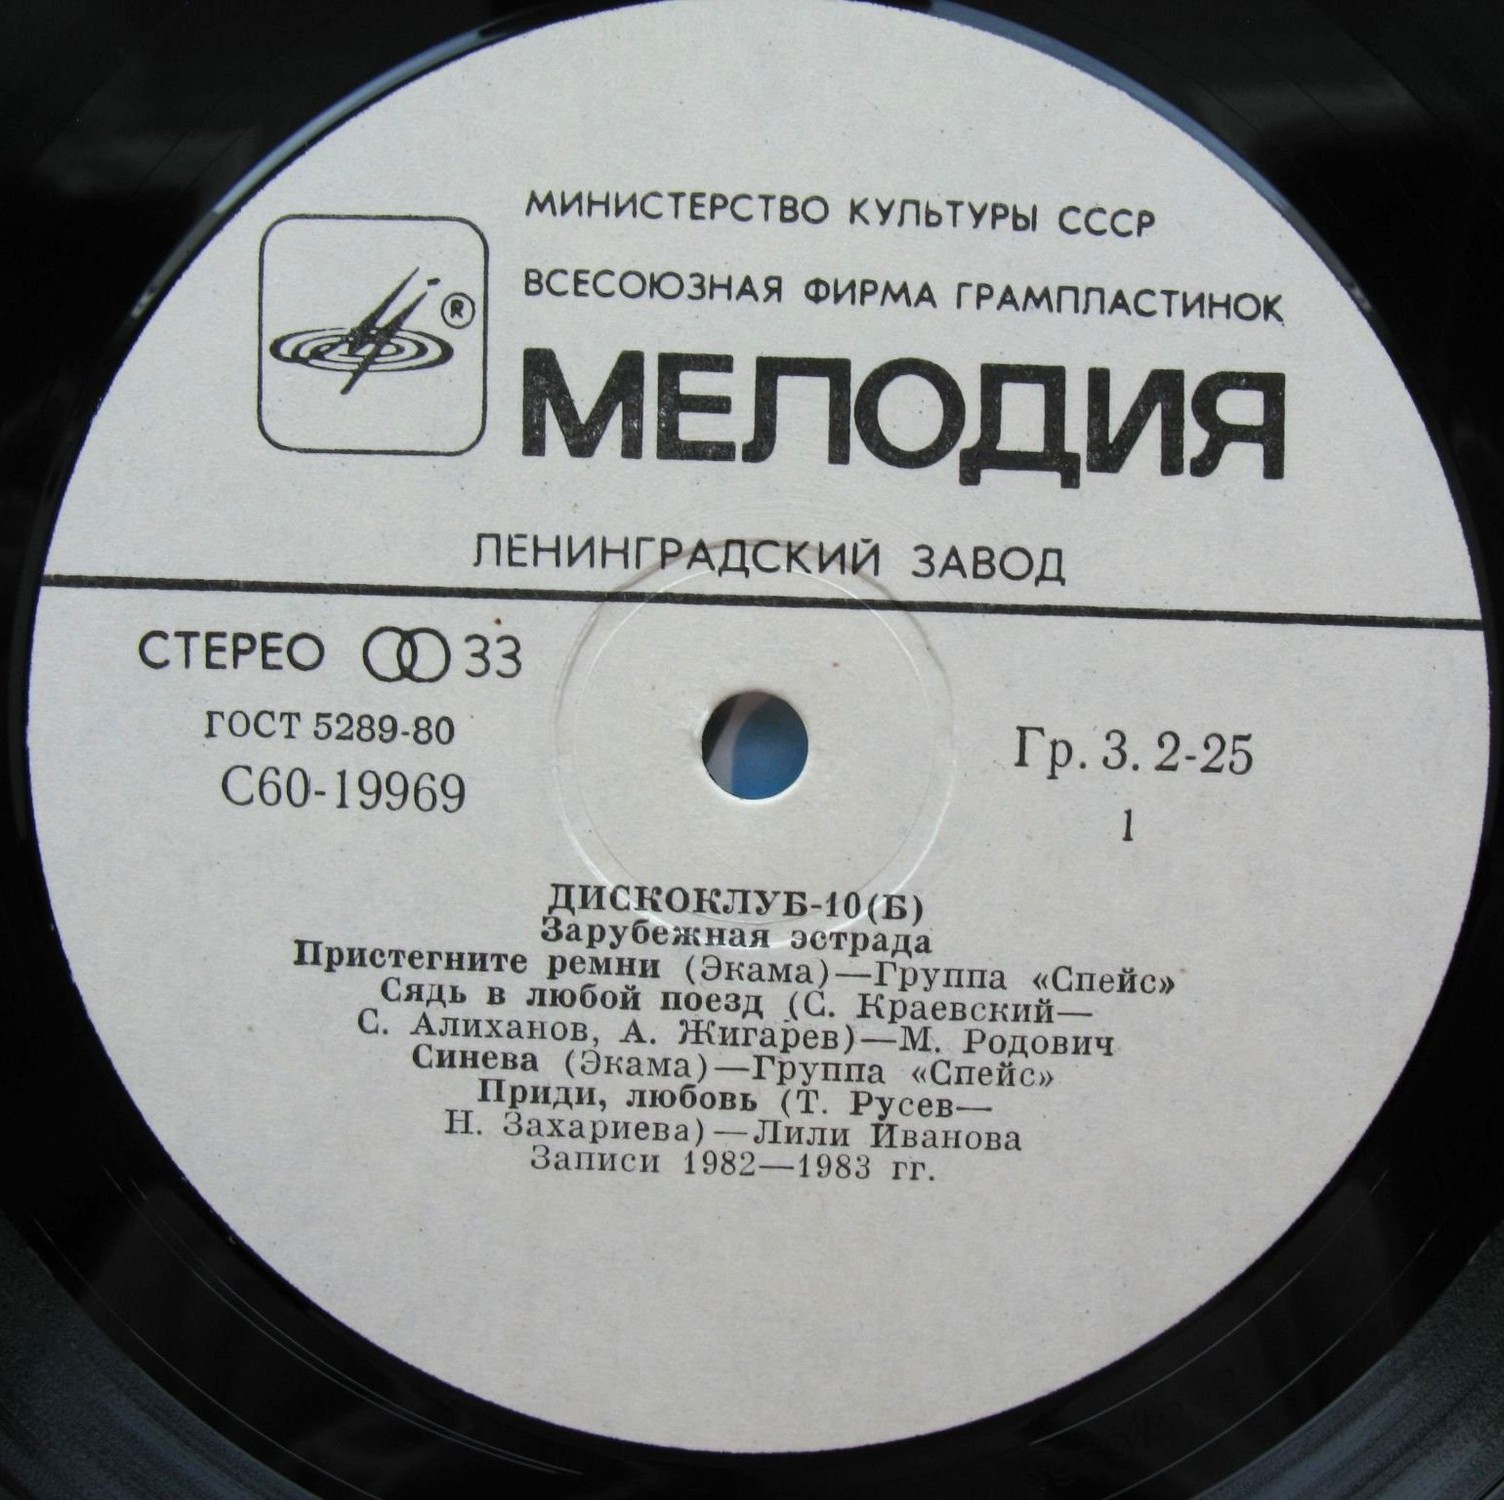 МИНИСТЕРСТВО КУЛЬТУРЫ СССР
ВСЕСОЮЗНАЯ ФИРМА ГРАМПЛАСТИНОК
®
МЕЛОДИЯ
ЛЕНИНГРАДСКИЙ ЗАВОД
СТЕРЕО 33
ГОСТ 5289-80
С60-19969
Гр. 3. 2-25
1
ДИСКОКЛУБ-10(Б)
Зарубежная эстрада
Пристегните ремни (Экама)—Группа «Спейс»
Сядь в любой поезд (С. Краевский—
С. Алиханов, А. Жигарев)—М. Родович
Синева (Экама)—Группа «Спейс»
Приди, любовь (Т. Русев—
Н. Захариева)—Лили Иванова
Записи 1982—1983 гг.